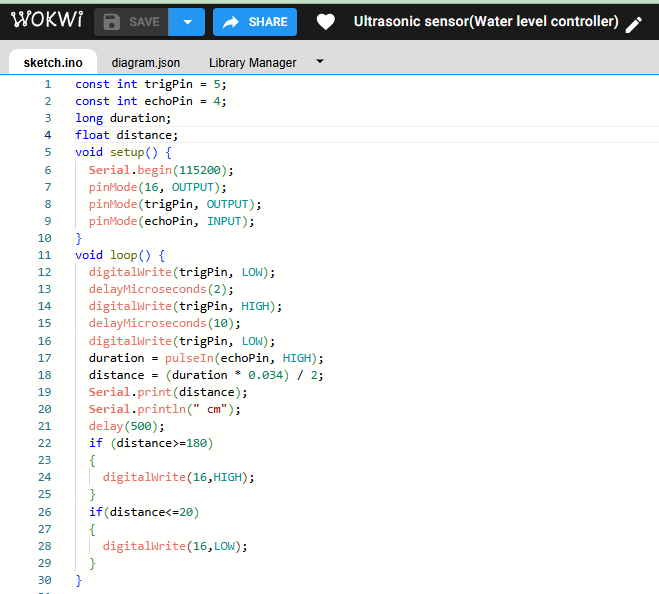 WOKWI SAVE SHARE Ultrasonic sensor(Water level controller)
sketch.ino diagram.json Library Manager
1 const int trigPin = 5;
2 const int echoPin = 4;
3 long duration;
4 float distance;
5 void setup() {
6 Serial.begin(115200);
7 pinMode(16, OUTPUT);
8 pinMode(trigPin, OUTPUT);
9 pinMode(echoPin, INPUT);
10 }
11 void loop() {
12 digitalWrite(trigPin, LOW);
13 delayMicroseconds(2);
14 digitalWrite(trigPin, HIGH);
15 delayMicroseconds(10);
16 digitalWrite(trigPin, LOW);
17 duration = pulseIn(echoPin, HIGH);
18 distance = (duration * 0.034) / 2;
19 Serial.print(distance);
20 Serial.println(" cm");
21 delay(500);
22 if (distance>=180)
23 {
24 digitalWrite(16,HIGH);
25 }
26 if(distance<=20)
27 {
28 digitalWrite(16,LOW);
29 }
30 }